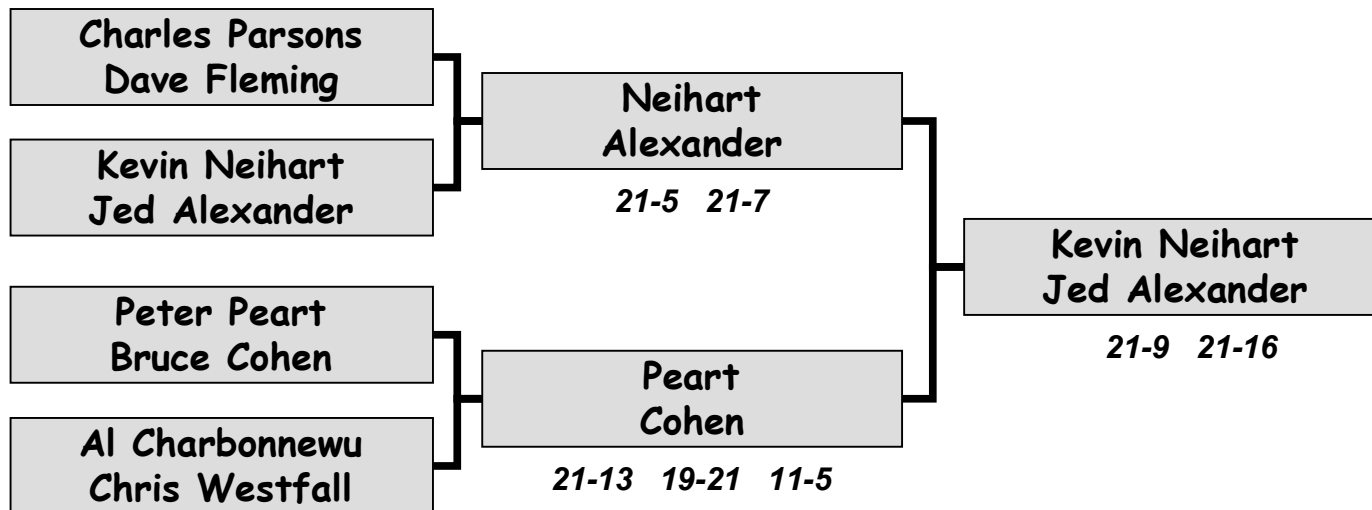 Charles Parsons
Dave Fleming
Kevin Neihart
Jed Alexander
Peter Peart
Bruce Cohen
Al Charbonnewu
Chris Westfall
Neihart
Alexander
21-5 21-7
Peart
Cohen
21-13 19-21 11-5
Kevin Neihart
Jed Alexander
21-9 21-16